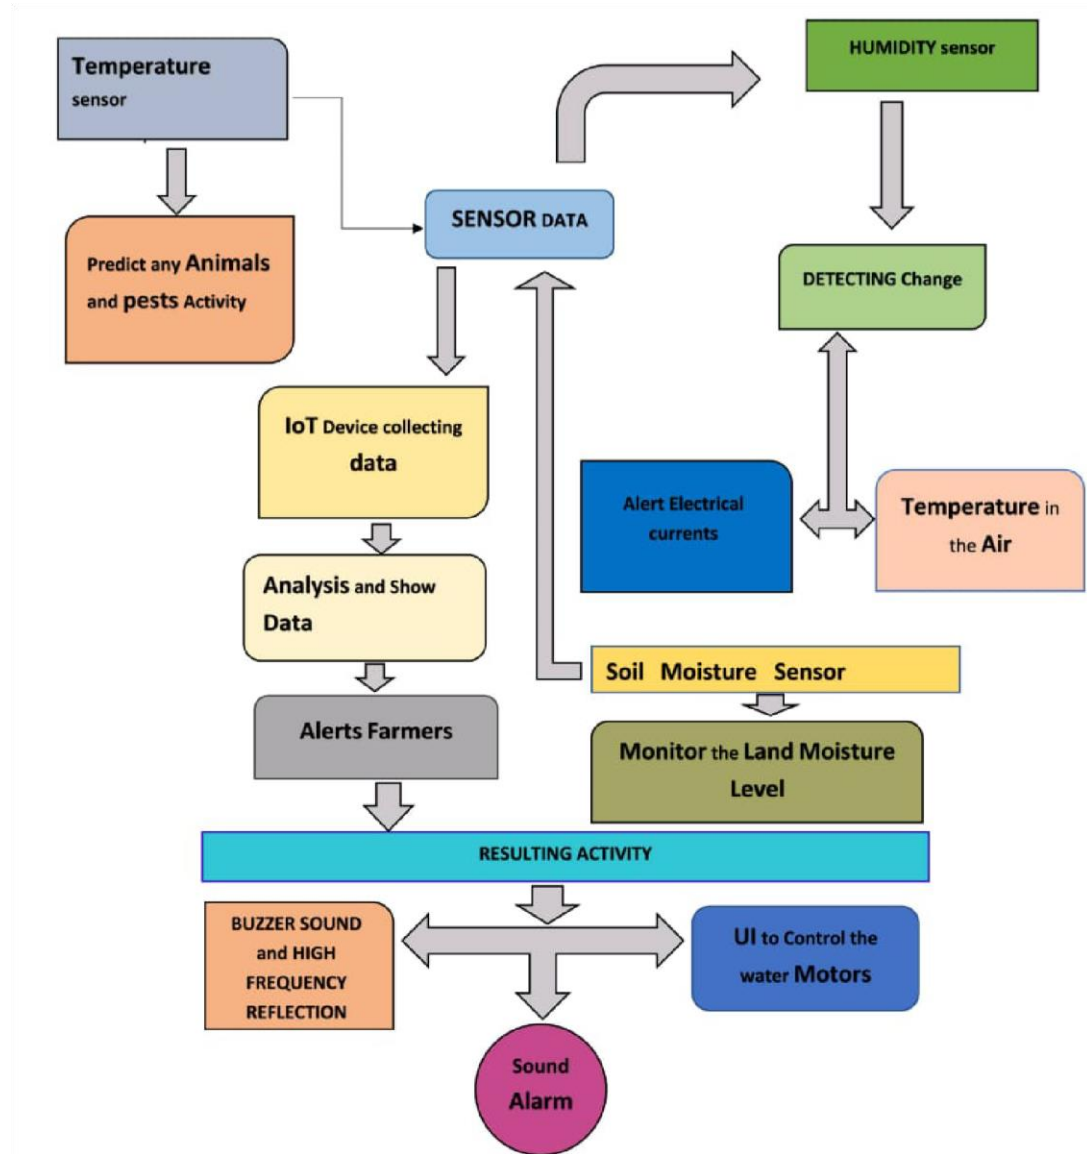 Temperature
sensor
HUMIDITY sensor
SENSOR DATA
Predict any Animals
and pests Activity
DETECTING Change
IoT Device collecting
data
Alert Electrical
currents
Temperature in
the Air
Analysis and Show
Data
Soil Moisture Sensor
Alerts Farmers
Monitor the Land Moisture
Level
RESULTING ACTIVITY
BUZZER SOUND
and HIGH
FREQUENCY
REFLECTION
UI to Control the
water Motors
Sound
Alarm